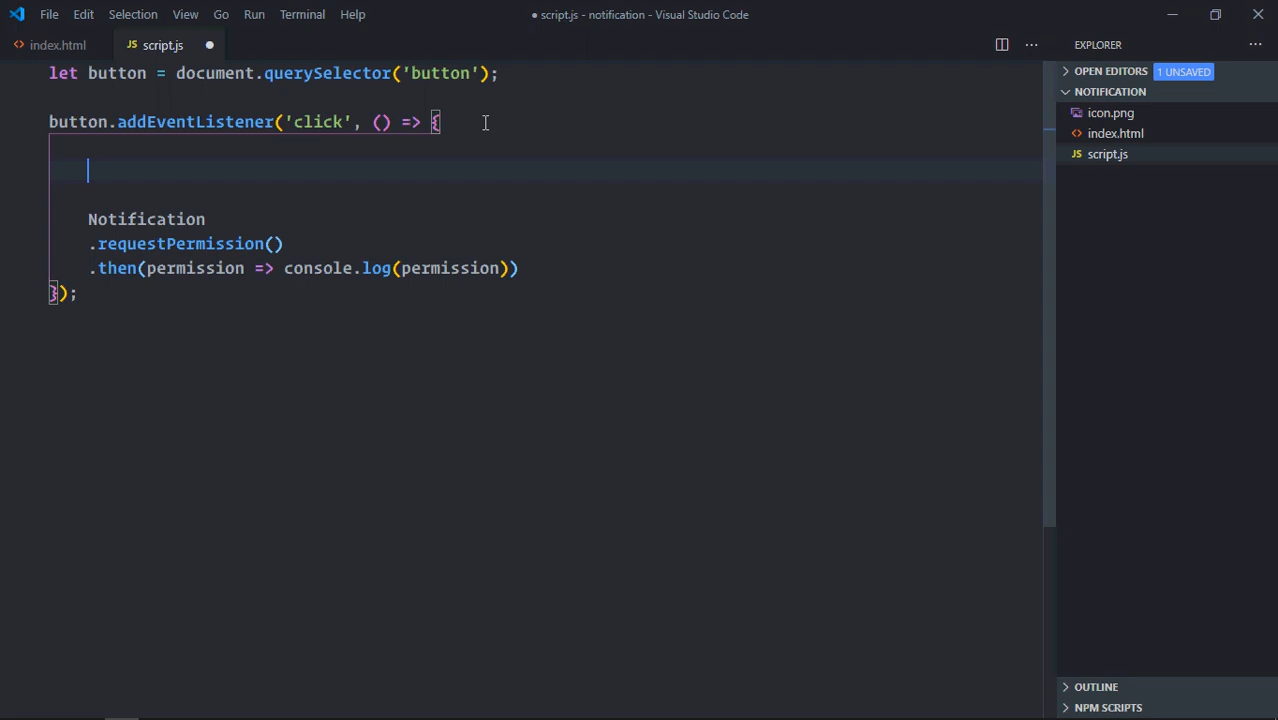 File Edit Selection View Go Run Terminal Help ● script.js - notification - Visual Studio Code
index.html JS script.js EXPLORER
let button = document.querySelector('button');
button.addEventListener('click', () => {
Notification
.requestPermission()
.then(permission => console.log(permission))
});
OPEN EDITORS 1 UNSAVED
NOTIFICATION
icon.png
index.html
JS script.js
OUTLINE
NPM SCRIPTS